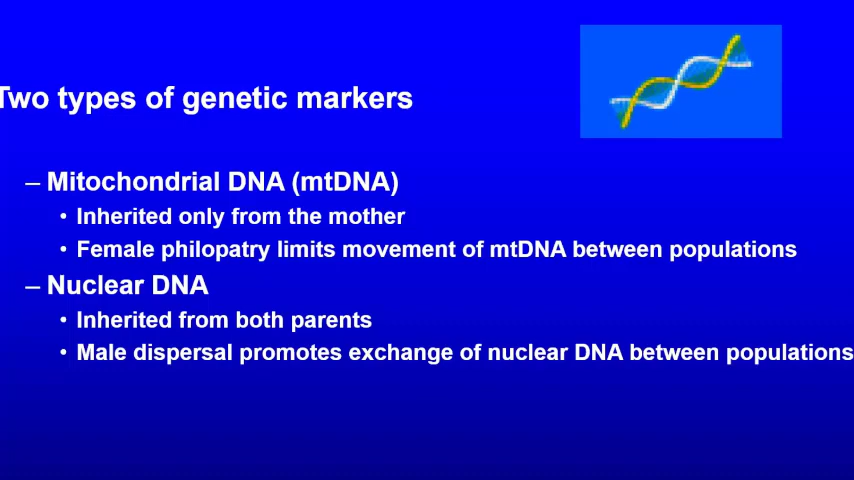 Two types of genetic markers
– Mitochondrial DNA (mtDNA)
• Inherited only from the mother
• Female philopatry limits movement of mtDNA between populations
– Nuclear DNA
• Inherited from both parents
• Male dispersal promotes exchange of nuclear DNA between populations